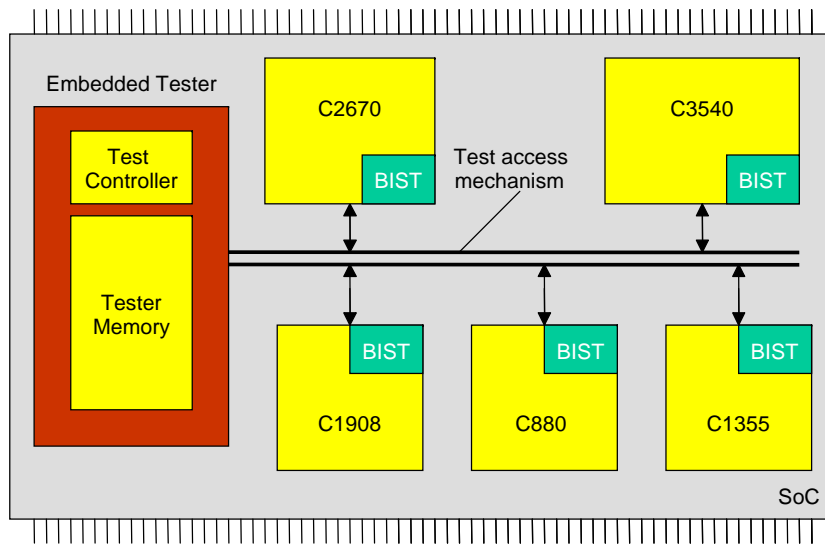 Embedded Tester
Test
Controller
Tester
Memory
C2670
BIST
Test access
mechanism
C3540
BIST
BIST
C1908
BIST
C880
BIST
C1355
SoC